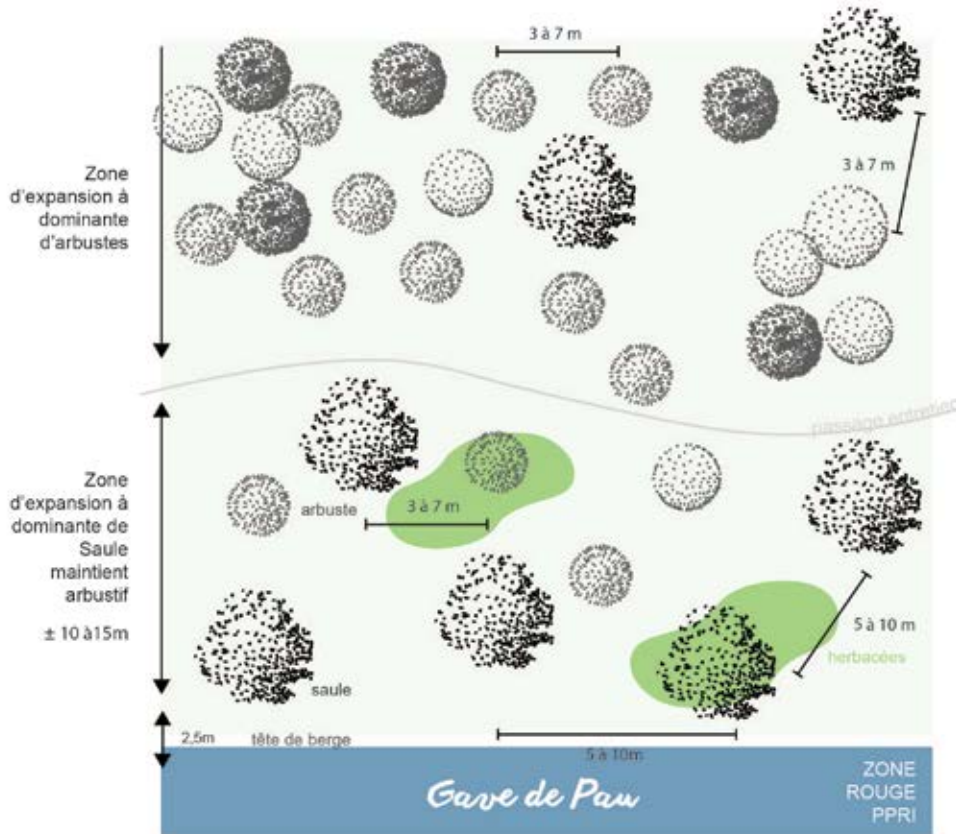 3 à 7 m
3 à 7 m
Zone
d'expansion à
dominante
d'arbustes
passage entretien
Zone
d'expansion à
dominante de
Saule
maintient
arbustif
± 10 à15m
arbuste
3 à 7 m
5 à 10 m
herbacées
saule
2,5m
tête de berge
5 à 10m
Gave de Pau
ZONE
ROUGE
PPRI